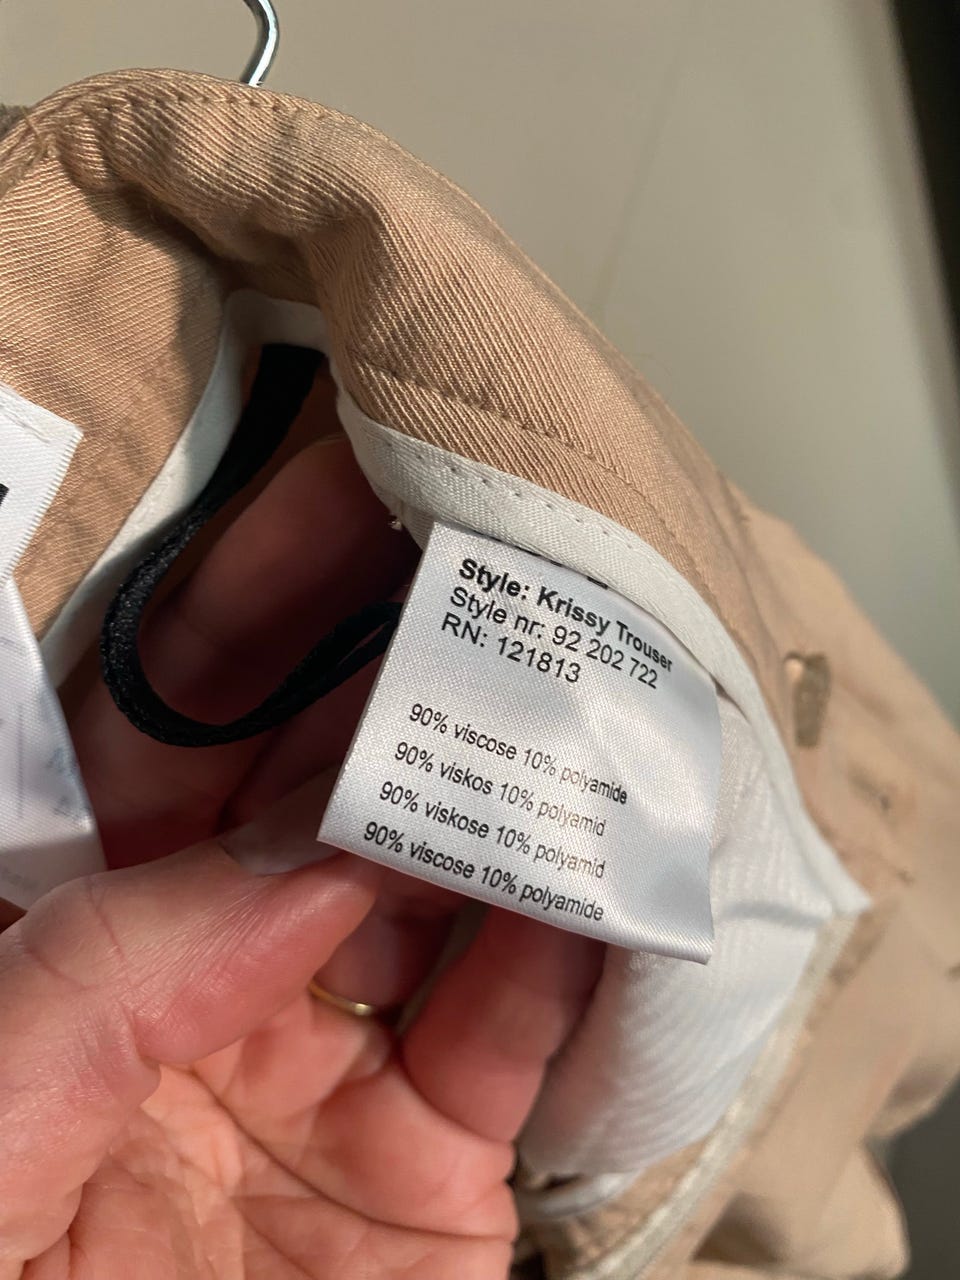 Style: Krissy Trouser
Style nr: 92 202 722
RN: 121813
90% viscose 10% polyamide
90% viskos 10% polyamid
90% viskose 10% polyamid
90% viscose 10% polyamide